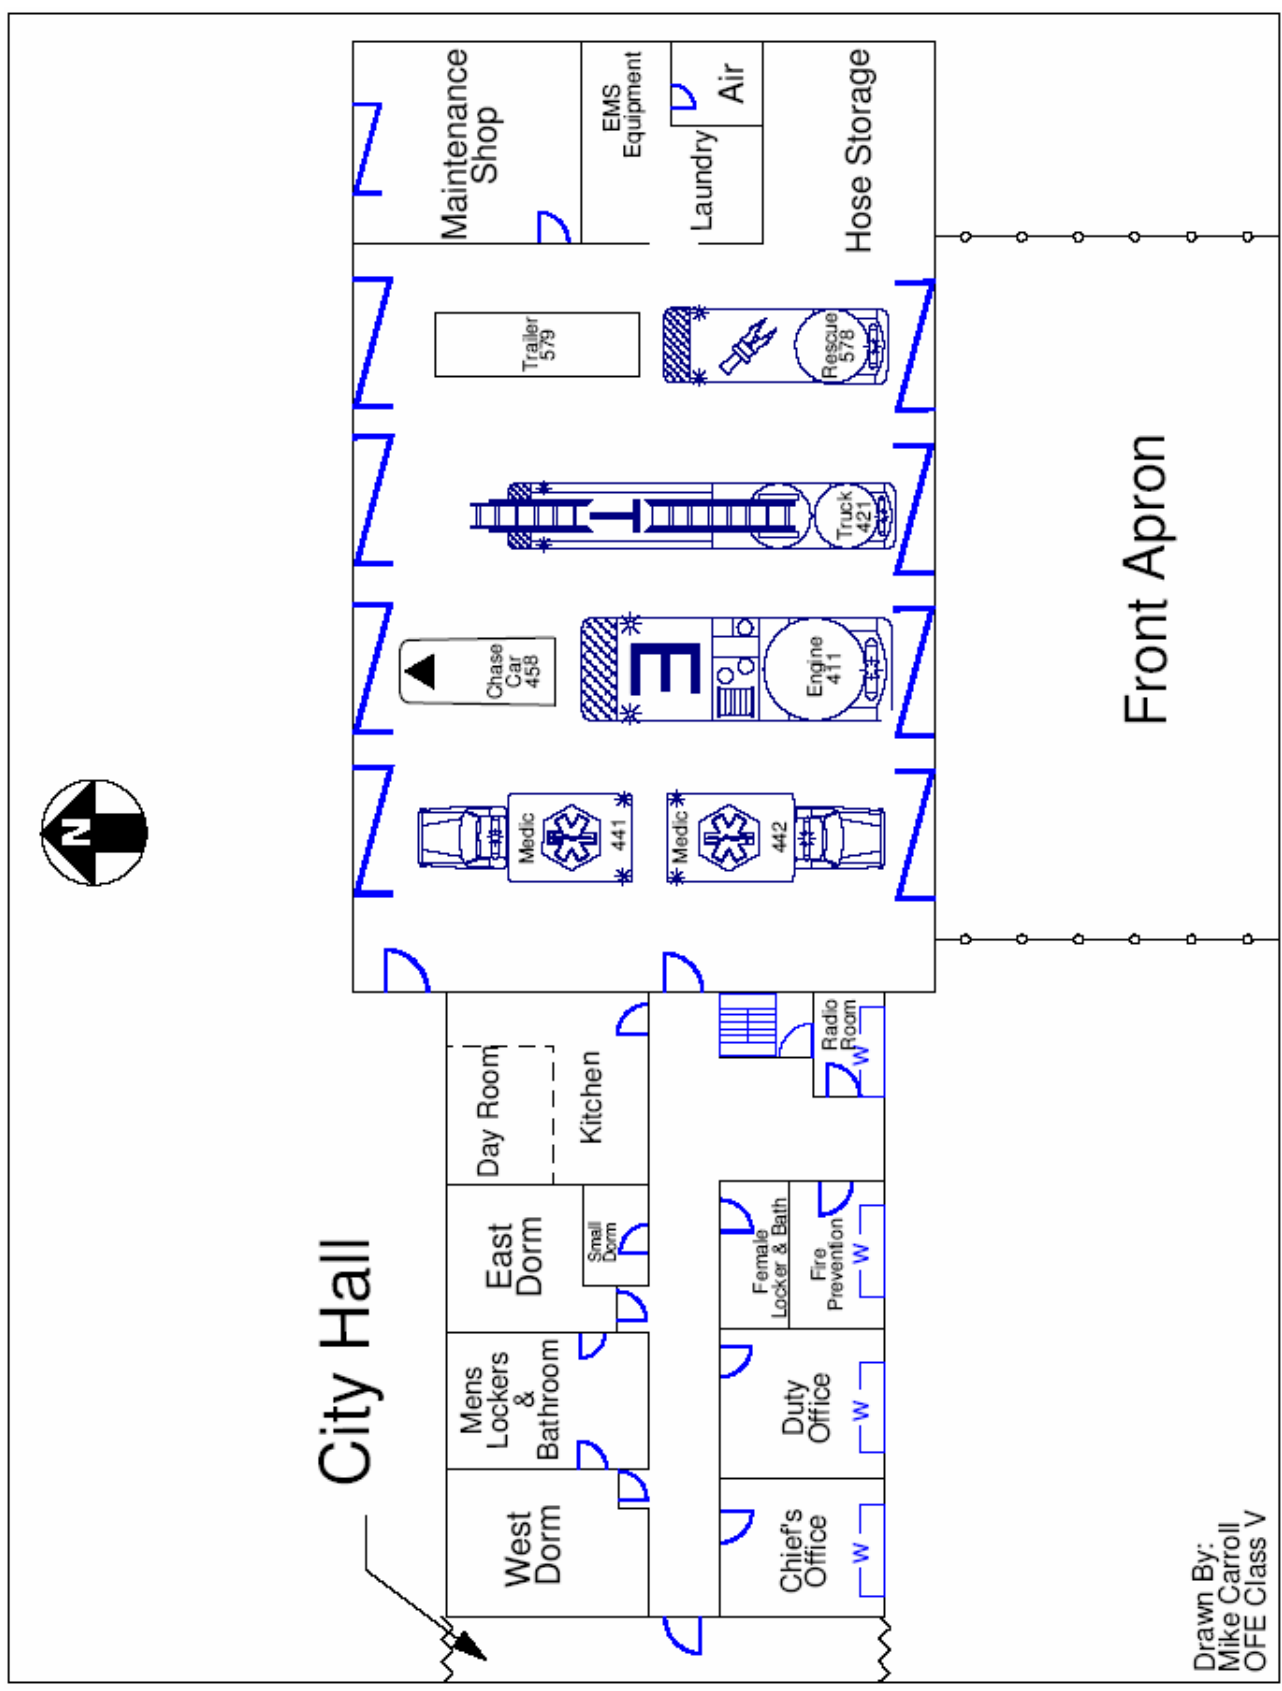 N
City Hall
West
Dorm
Mens
Lockers
&
Bathroom
East
Dorm
Small
Dorm
Day Room
Kitchen
Chief's
Office
W
Duty
Office
W
Female
Locker & Bath
Fire
Prevention
W
Radio
Room
W
Medic
441
Medic
442
Chase
Car
458
E
Engine
411
T
Truck
421
Trailer
579
Rescue
578
Maintenance
Shop
EMS
Equipment
Laundry
Air
Hose Storage
Front Apron
Drawn By:
Mike Carroll
OFE Class V